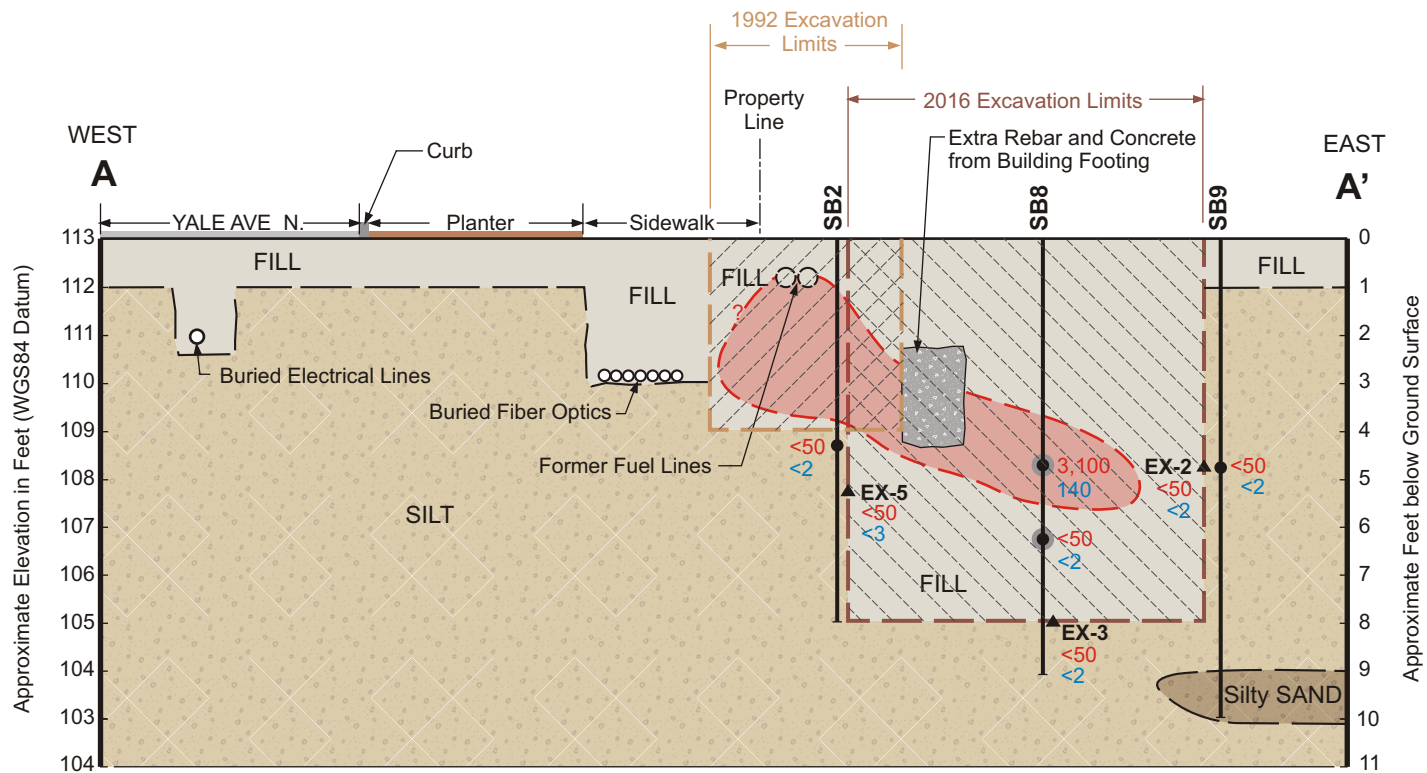 1992 Excavation
Limits
Property
Line
2016 Excavation Limits
WEST
A
Curb
Extra Rebar and Concrete
from Building Footing
EAST
A'
SB2
SB8
SB9
YALE AVE N.
Planter
Sidewalk
113
112
111
110
109
108
107
106
105
104
103
104
Approximate Elevation in Feet (WGS84 Datum)
0
1
2
3
4
5
6
7
8
9
10
11
Approximate Feet below Ground Surface
FILL
FILL
FILL
FILL
?
Buried Electrical Lines
Buried Fiber Optics
Former Fuel Lines
<50
<2
3,100
140
EX-2
<50
<2
<50
<2
EX-5
<50
<3
SILT
<50
<2
FILL
EX-3
<50
<2
Silty SAND